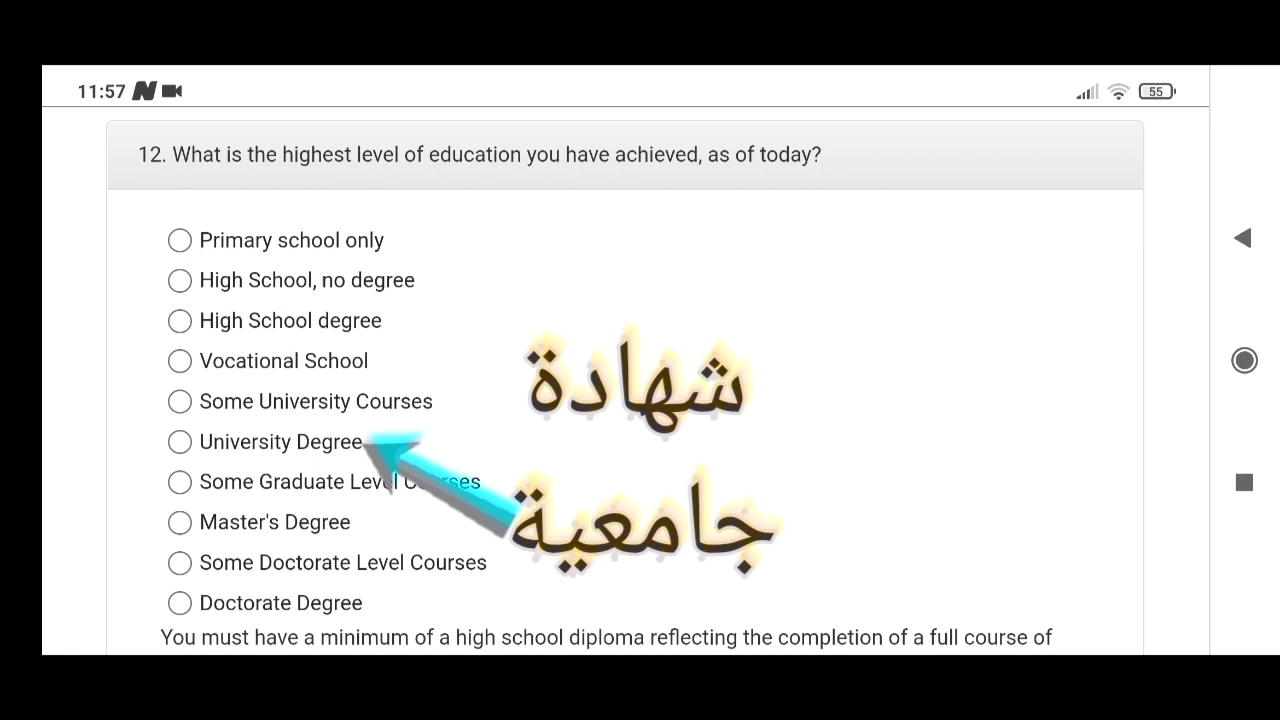 11:57
55
12. What is the highest level of education you have achieved, as of today?
Primary school only
High School, no degree
High School degree
Vocational School
Some University Courses
University Degree
Some Graduate Level Courses
Master's Degree
Some Doctorate Level Courses
Doctorate Degree
شهادة
جامعية
You must have a minimum of a high school diploma reflecting the completion of a full course of